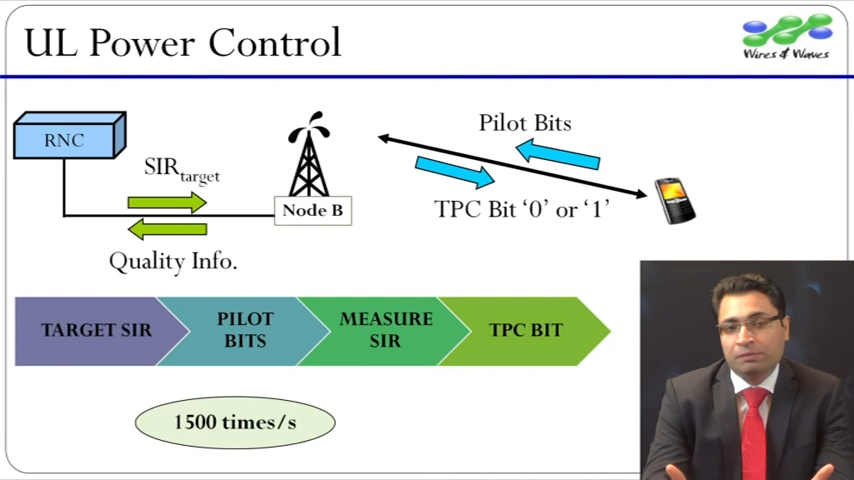 UL Power Control
Wires & Waves
RNC
SIRtarget
Quality Info.
Node B
Pilot Bits
TPC Bit ‘0’ or ‘1’
TARGET SIR
PILOT
BITS
MEASURE
SIR
TPC BIT
1500 times/s